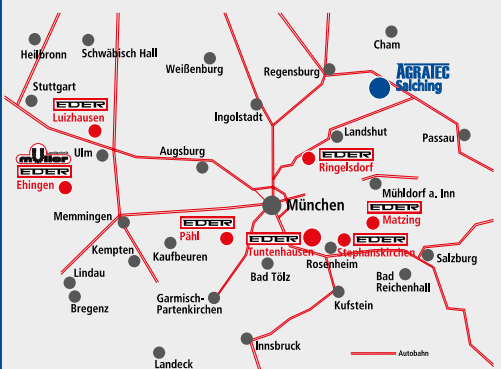 Cham
Heilbronn
Schwäbisch Hall
Weißenburg
Regensburg
AGRATEC
Salching
Stuttgart
EDER
Luizhausen
Ingolstadt
Landshut
Passau
müller
Ulm
EDER
Ehingen
Augsburg
EDER
Ringelsdorf
Mühldorf a. Inn
München
EDER
Matzing
Memmingen
EDER
Pähl
EDER
Tuntenhausen
EDER
Stephanskirchen
Kempten
Kaufbeuren
Rosenheim
Salzburg
Lindau
Bad Tölz
Bad
Reichenhall
Bregenz
Garmisch-
Partenkirchen
Kufstein
Innsbruck
Landeck
Autobahn